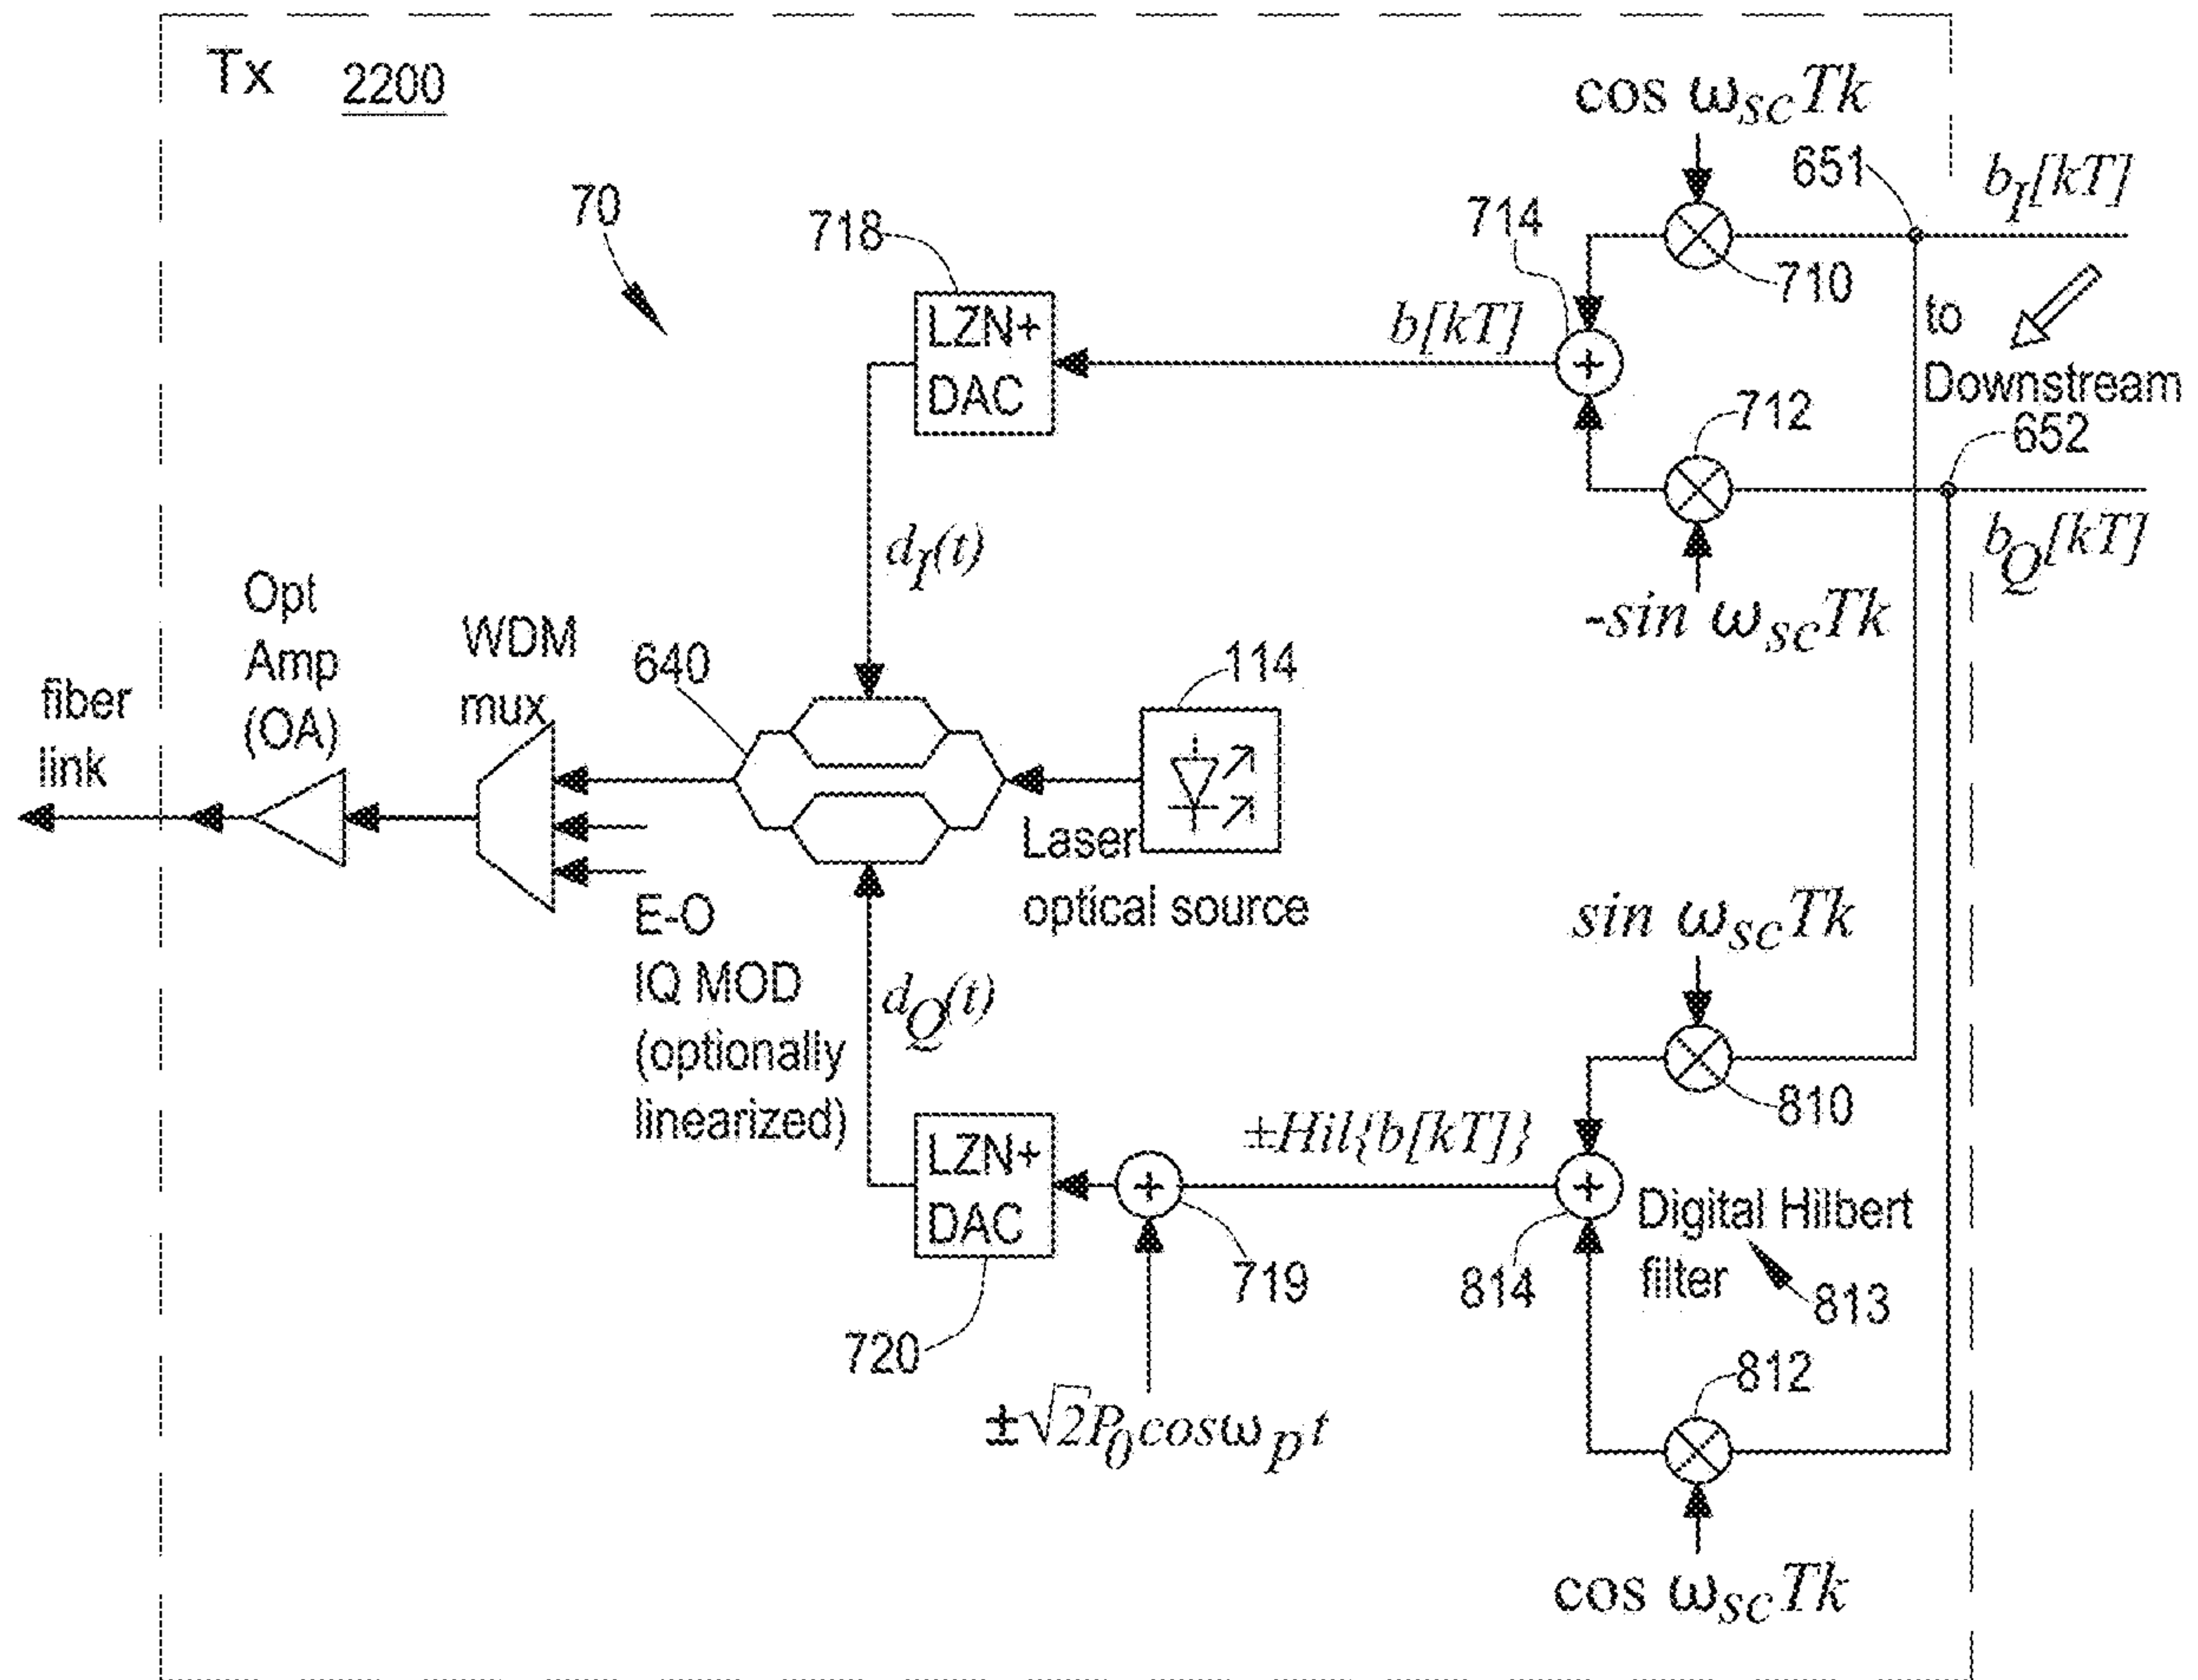 Tx 2200
cos ωscTk
651
bI[kT]
70
718
714
710
LZN+
DAC
b[kT]
to
Downstream
712
652
dI(t)
bQ[kT]
-sin ωscTk
Opt
Amp
(OA)
WDM
mux
640
114
fiber
link
Laser
optical source
E-O
IQ MOD
(optionally
linearized)
sin ωscTk
dQ(t)
810
LZN+
DAC
±Hil{b[kT]}
Digital Hilbert
filter
719
814
813
720
812
±√2P0cosωpt
cos ωscTk